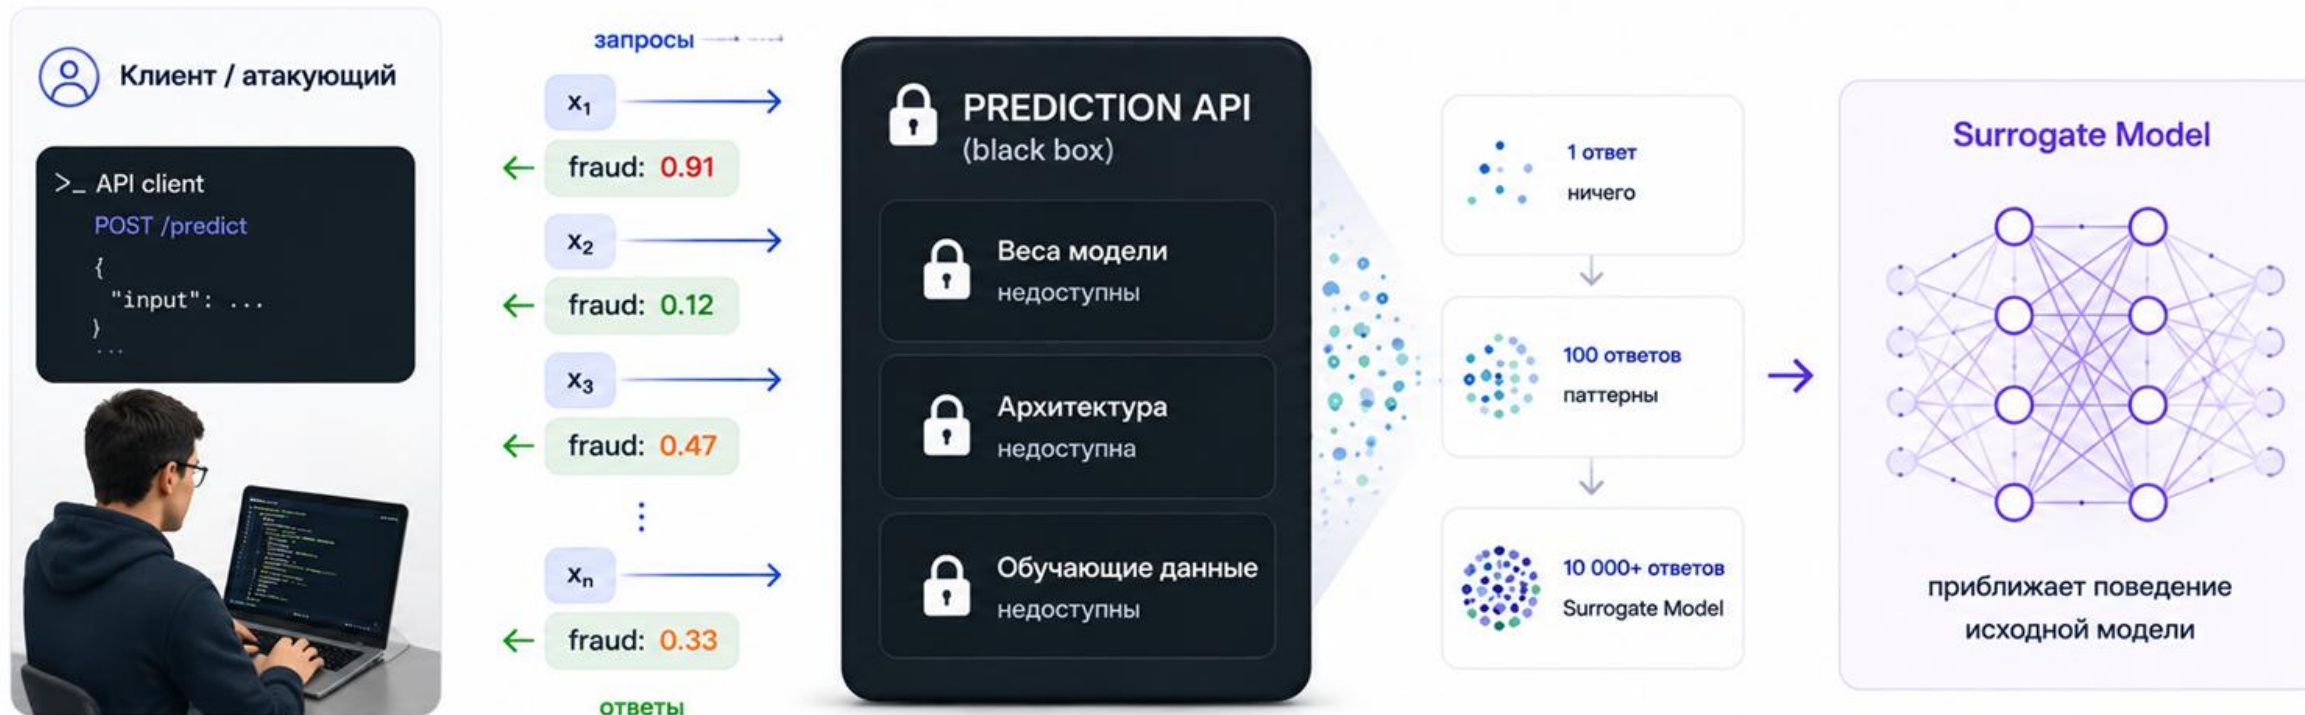 Клиент / атакующий
>_ API client
POST /predict
{
"input": ...
}
...
запросы
x₁
fraud: 0.91
x₂
fraud: 0.12
x₃
fraud: 0.47
⋮
xₙ
fraud: 0.33
ответы
PREDICTION API
(black box)
Веса модели
недоступны
Архитектура
недоступна
Обучающие данные
недоступны
1 ответ
ничего
100 ответов
паттерны
10 000+ ответов
Surrogate Model
Surrogate Model
приближает поведение
исходной модели